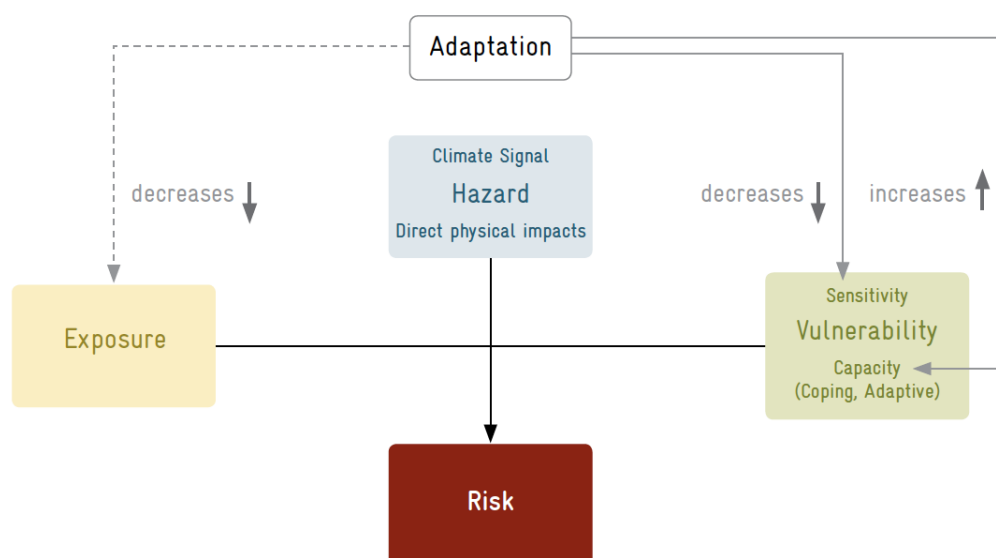 Adaptation
Climate Signal
Hazard
Direct physical impacts
decreases
decreases
increases
Exposure
Sensitivity
Vulnerability
Capacity
(Coping, Adaptive)
Risk